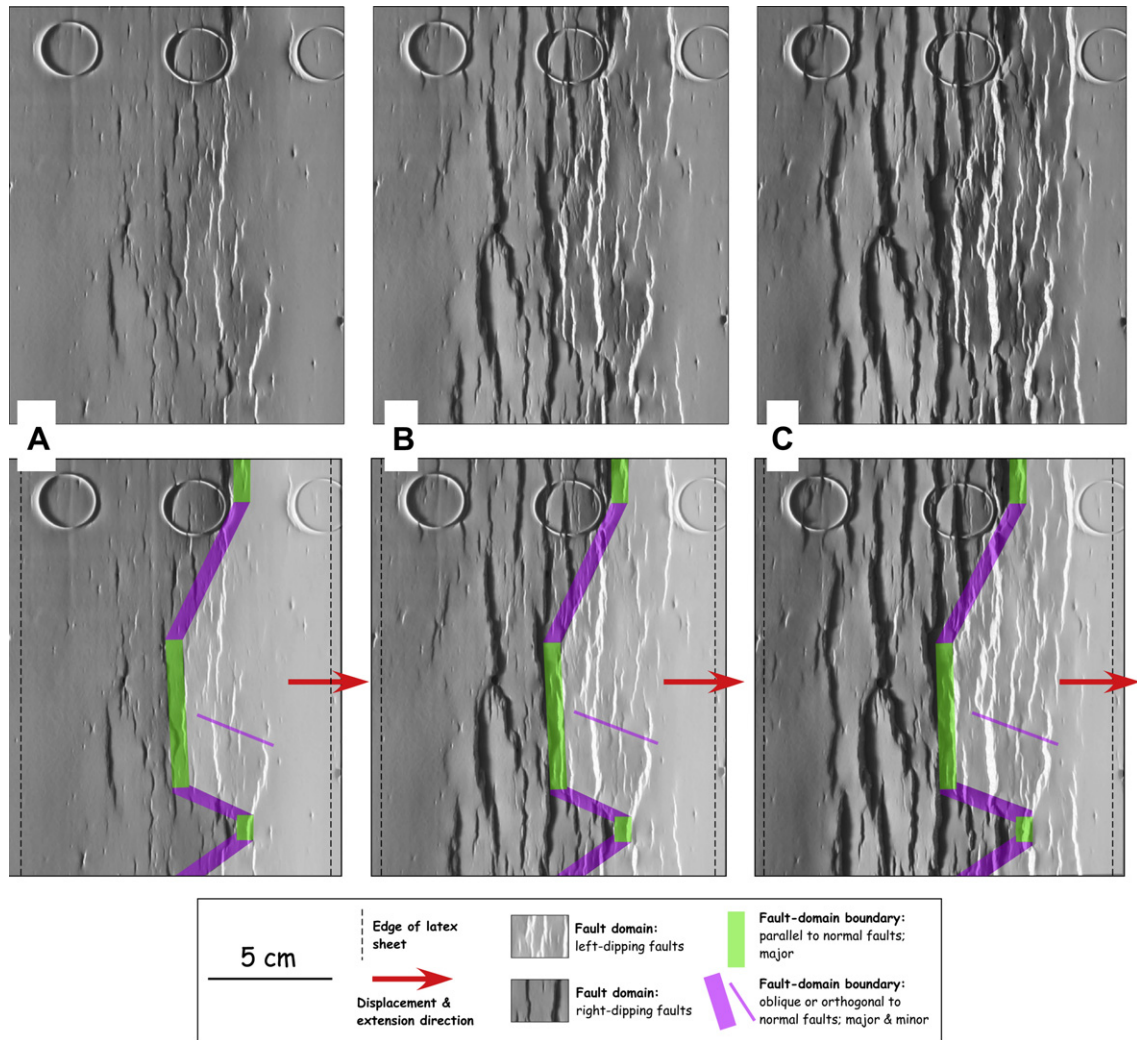 A
B
C
5 cm
Edge of latex
sheet
Displacement &
extension direction
Fault domain:
left-dipping faults
Fault domain:
right-dipping faults
Fault-domain boundary:
parallel to normal faults;
major
Fault-domain boundary:
oblique or orthogonal to
normal faults; major & minor